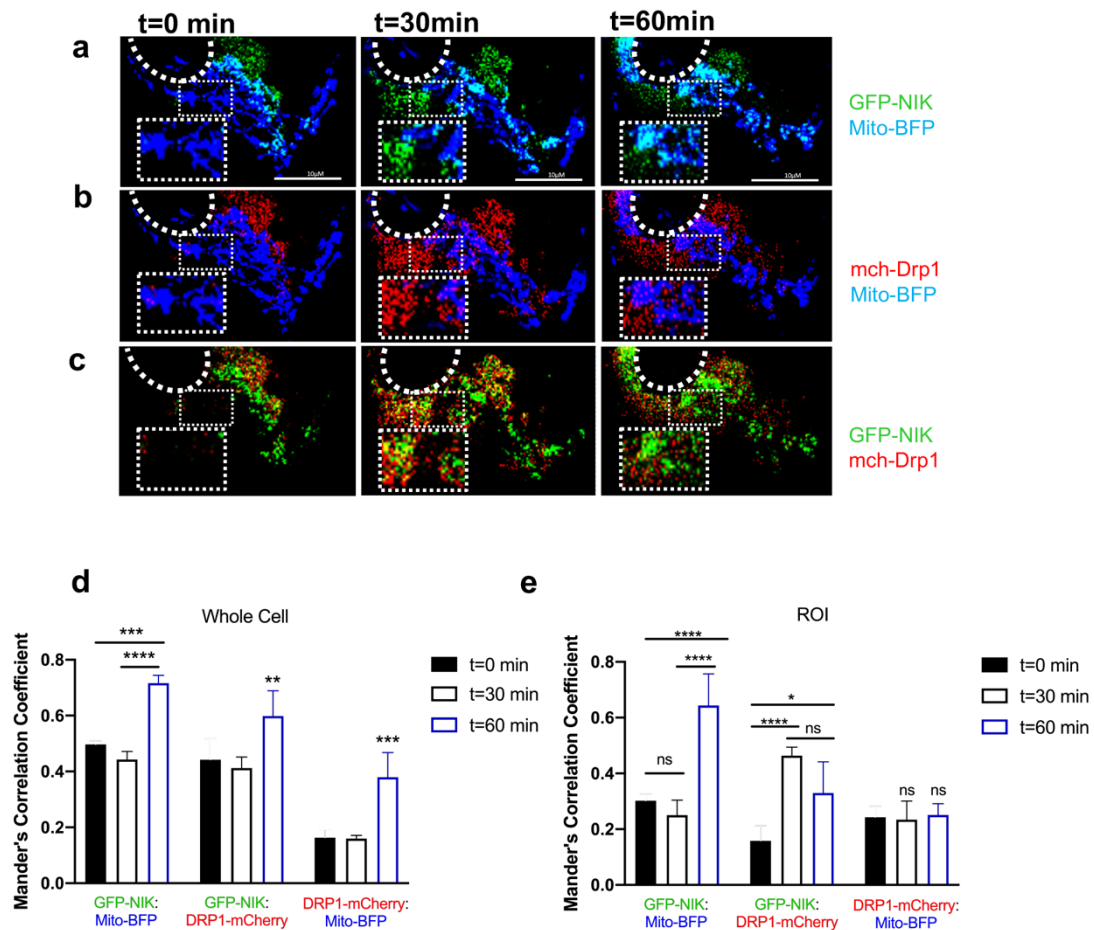 t=0 min
t=30min
t=60min
a
GFP-NIK
Mito-BFP
10μM
10μM
10μM
b
mch-Drp1
Mito-BFP
c
GFP-NIK
mch-Drp1
d
Whole Cell
Mander's Correlation Coefficient
0.8
0.6
0.4
0.2
0.0
***
****
**
***
t=0 min
t=30 min
t=60 min
GFP-NIK:
Mito-BFP
GFP-NIK:
DRP1-mCherry
DRP1-mCherry:
Mito-BFP
e
ROI
Mander's Correlation Coefficient
0.8
0.6
0.4
0.2
0.0
****
****
ns
*
****
ns
ns
ns
t=0 min
t=30 min
t=60 min
GFP-NIK:
Mito-BFP
GFP-NIK:
DRP1-mCherry
DRP1-mCherry:
Mito-BFP